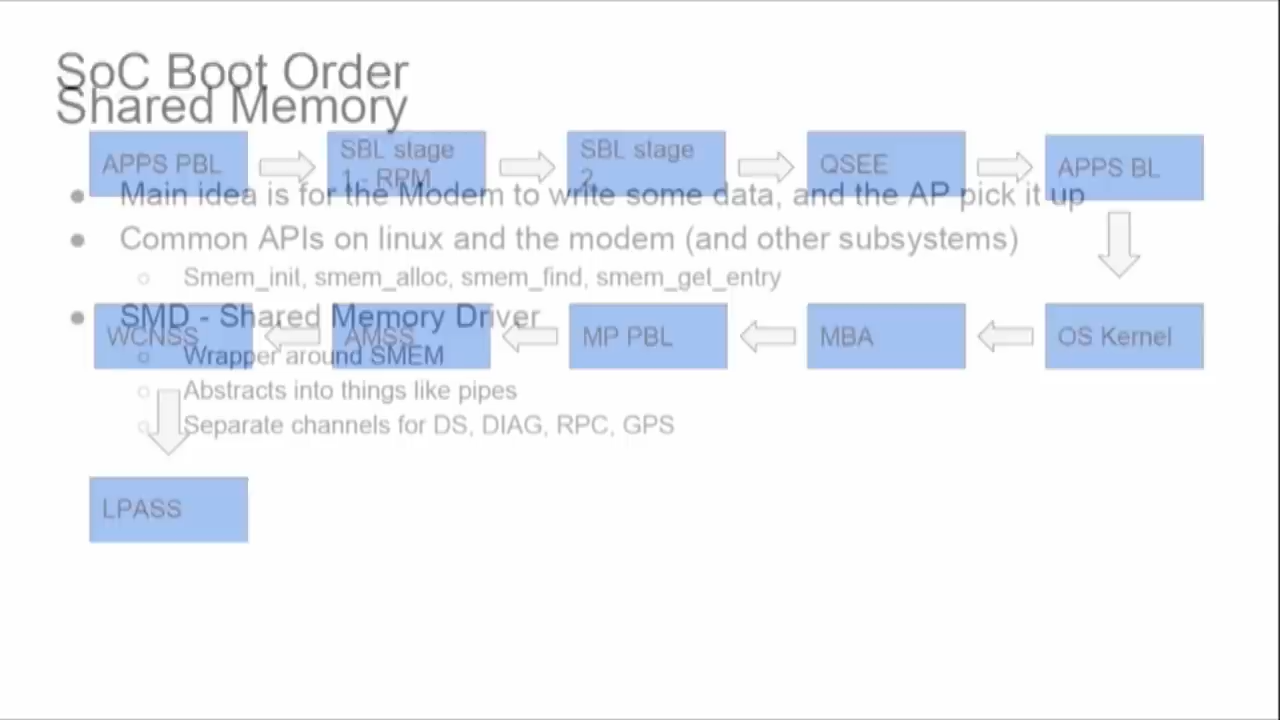 SoC Boot Order
Shared Memory
APPS PBL
SBL stage
1 - RPM
SBL stage
2
QSEE
APPS BL
Main idea is for the Modem to write some data, and the AP pick it up
Common APIs on linux and the modem (and other subsystems)
Smem_init, smem_alloc, smem_find, smem_get_entry
SMD - Shared Memory Driver
WCNSS
AMSS
MP PBL
MBA
OS Kernel
Wrapper around SMEM
Abstracts into things like pipes
Separate channels for DS, DIAG, RPC, GPS
LPASS